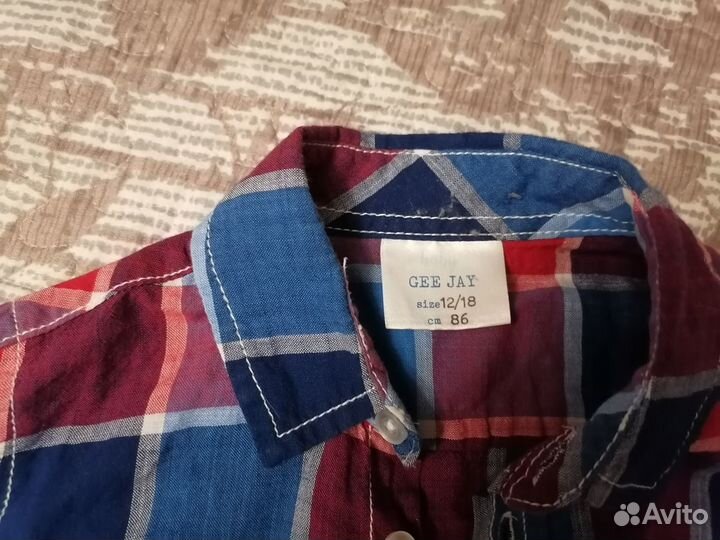 GEE JAY
size 12/18
cm 86
Avito